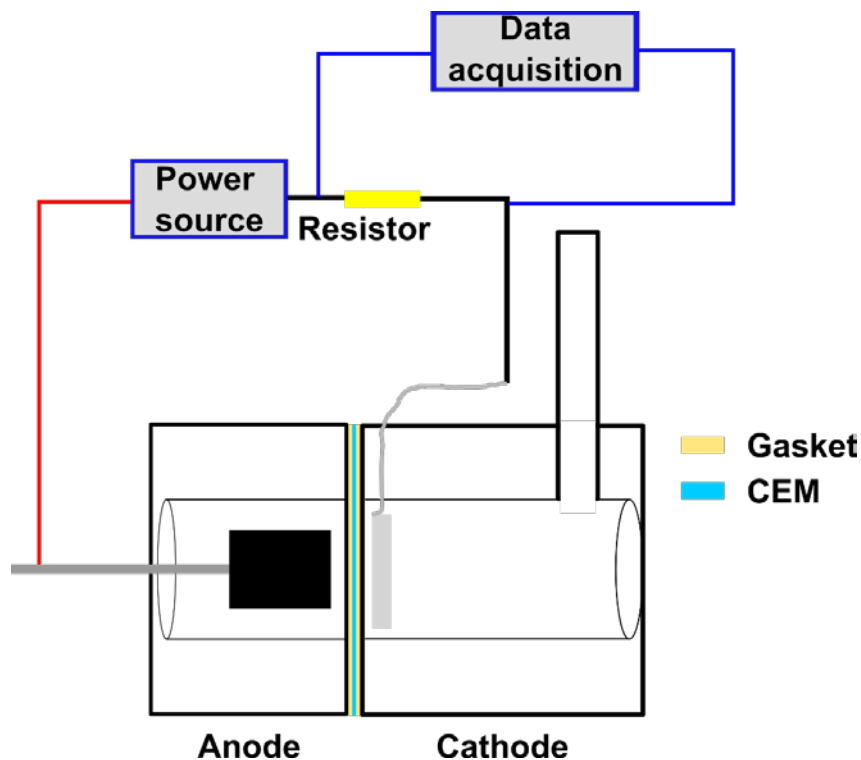 Data
acquisition
Power
source
Resistor
Gasket
CEM
Anode
Cathode